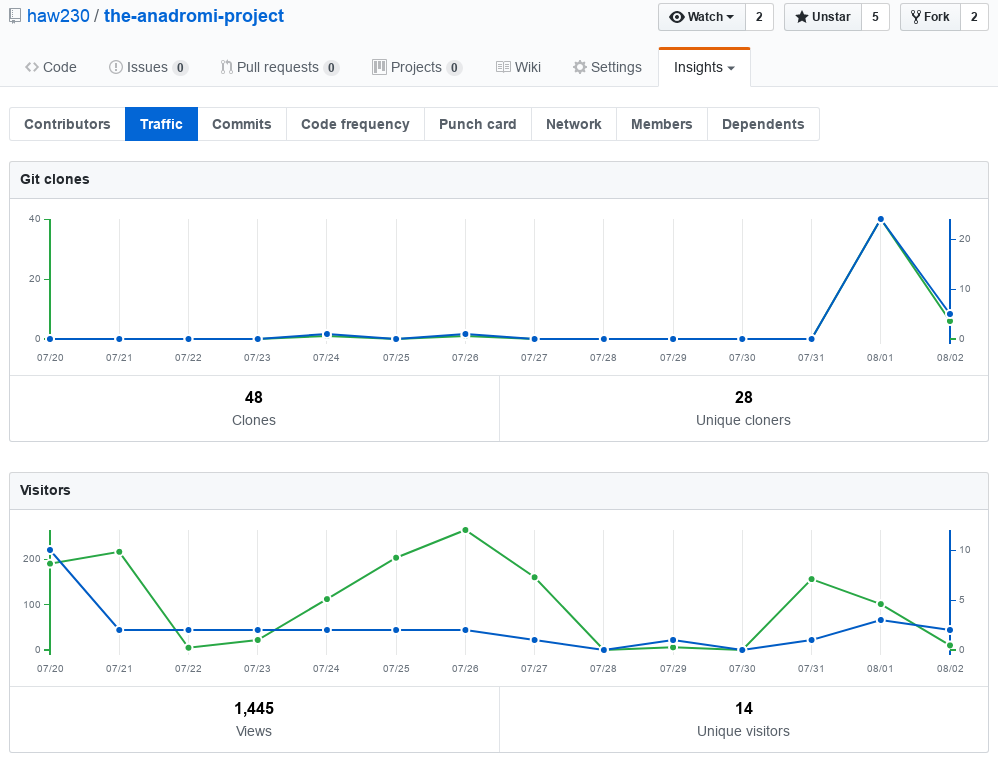 haw230 / the-anadromi-project
Watch 2 Unstar 5 Fork 2
Code Issues 0 Pull requests 0 Projects 0 Wiki Settings Insights
Contributors Traffic Commits Code frequency Punch card Network Members Dependents
Git clones
40
20
20
10
0 0
07/20 07/21 07/22 07/23 07/24 07/25 07/26 07/27 07/28 07/29 07/30 07/31 08/01 08/02
48 28
Clones Unique cloners
Visitors
200 10
100 5
0 0
07/20 07/21 07/22 07/23 07/24 07/25 07/26 07/27 07/28 07/29 07/30 07/31 08/01 08/02
1,445 14
Views Unique visitors